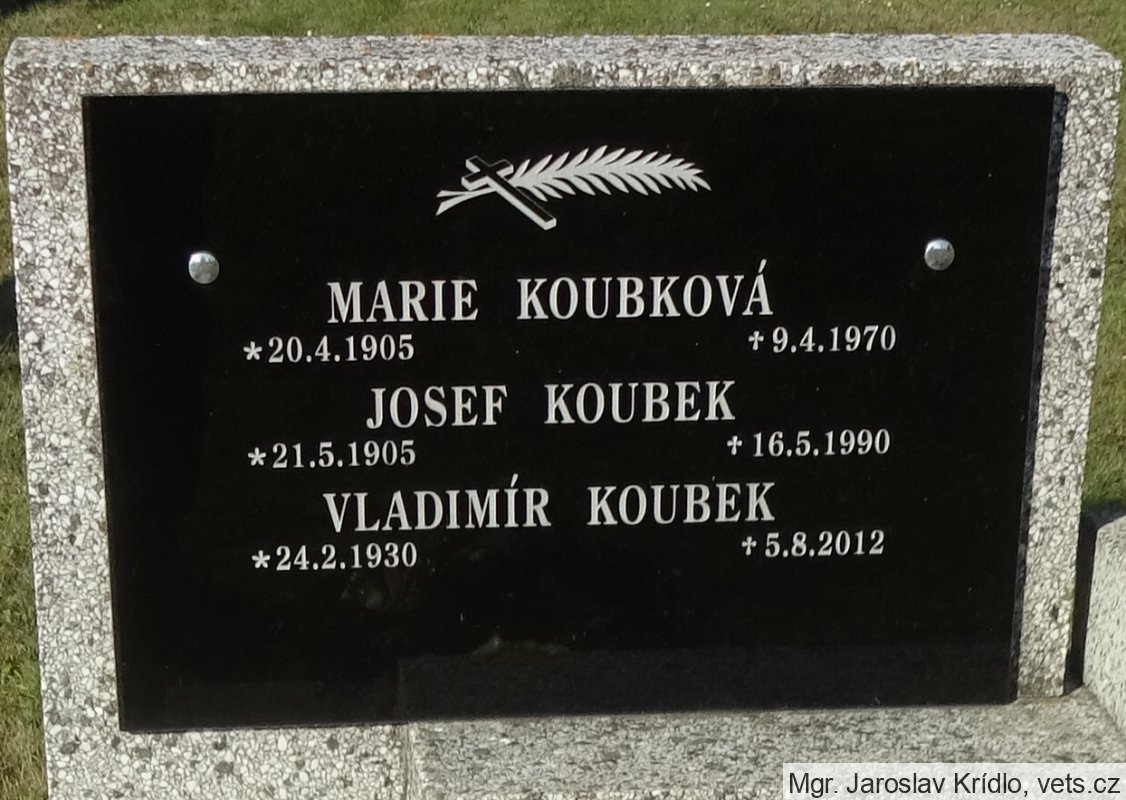 MARIE KOUBKOVÁ
*20.4.1905 †9.4.1970
JOSEF KOUBEK
*21.5.1905 †16.5.1990
VLADIMÍR KOUBEK
*24.2.1930 †5.8.2012
Mgr. Jaroslav Krídlo, vets.cz